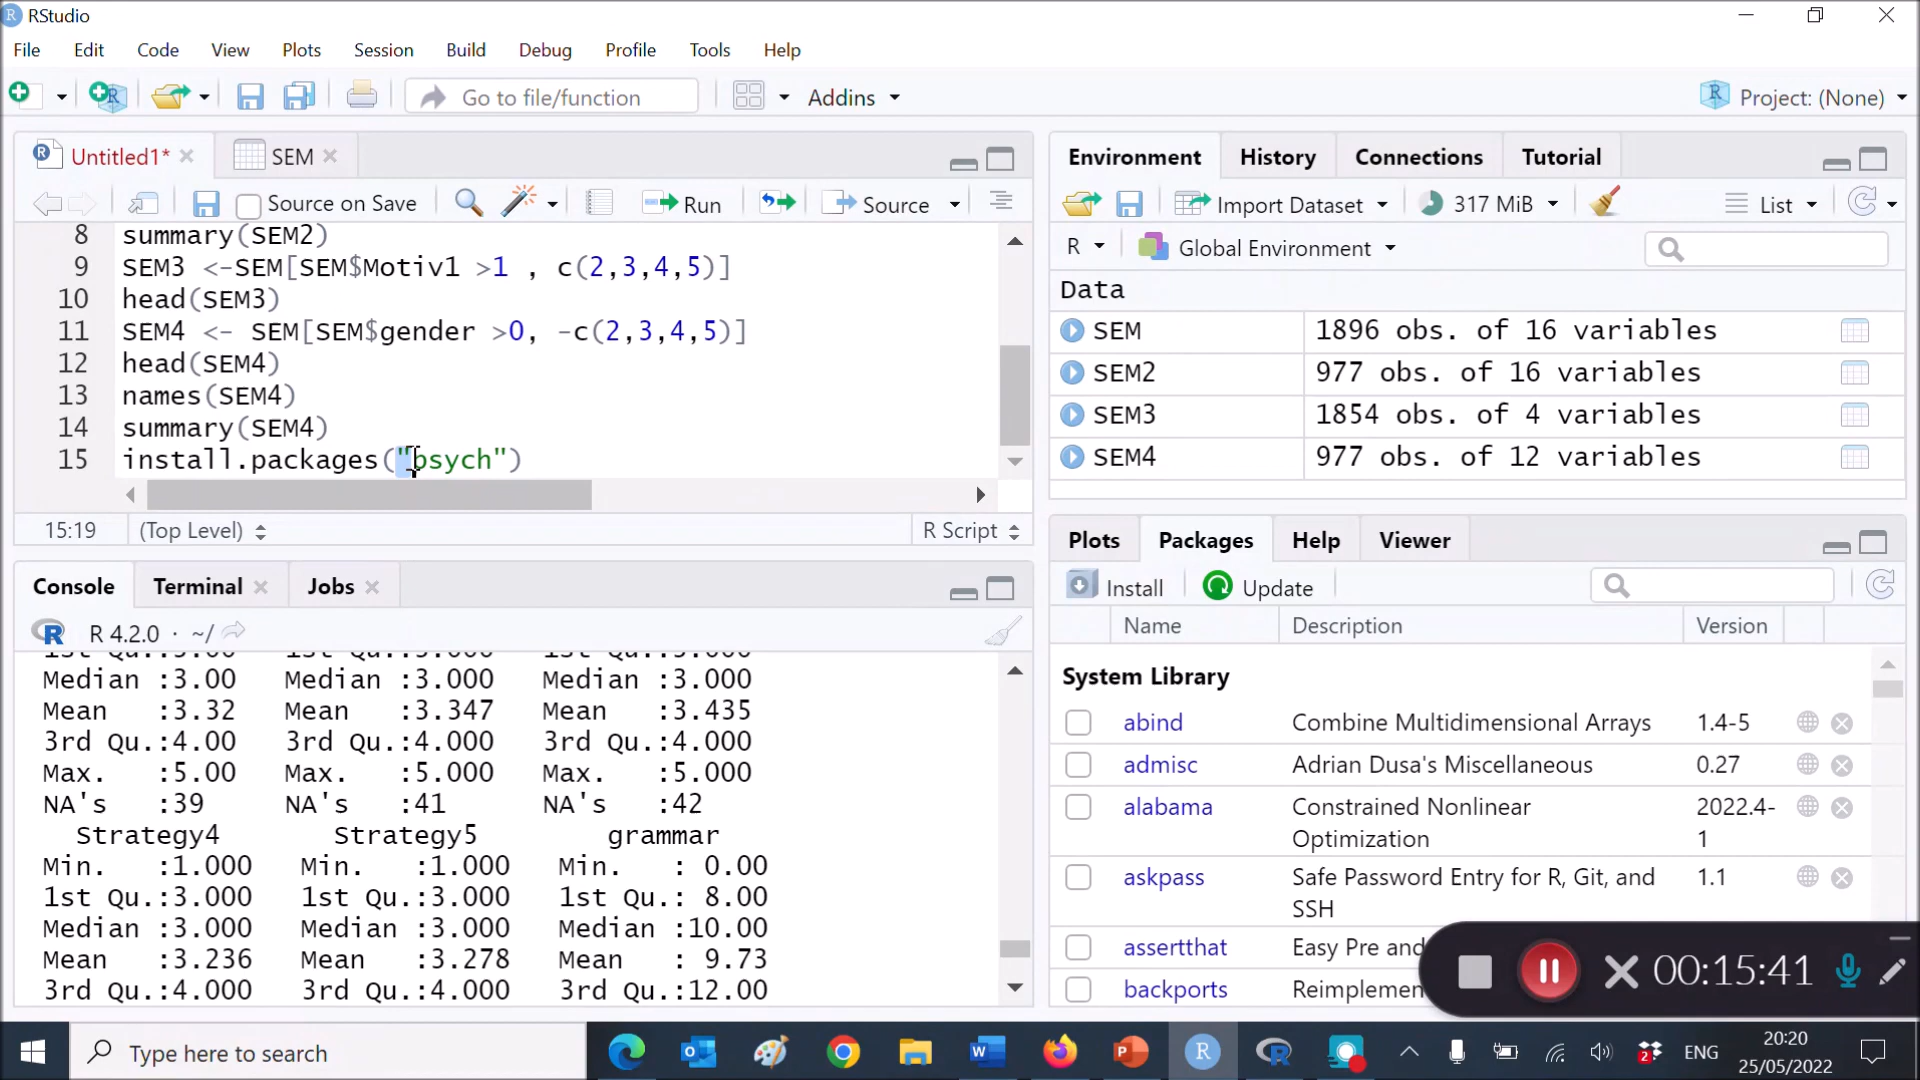 RStudio
File Edit Code View Plots Session Build Debug Profile Tools Help
Go to file/function Addins Project: (None)
Untitled1* SEM
Source on Save Run Source
8 summary(SEM2)
9 SEM3 <-SEM[SEM$Motiv1 >1 , c(2,3,4,5)]
10 head(SEM3)
11 SEM4 <- SEM[SEM$gender >0, -c(2,3,4,5)]
12 head(SEM4)
13 names(SEM4)
14 summary(SEM4)
15 install.packages("psych")
15:19 (Top Level) R Script
Console Terminal Jobs
R 4.2.0 · ~/
1st Qu.:3.00 1st Qu.:3.000 1st Qu.:3.000
Median :3.00 Median :3.000 Median :3.000
Mean :3.32 Mean :3.347 Mean :3.435
3rd Qu.:4.00 3rd Qu.:4.000 3rd Qu.:4.000
Max. :5.00 Max. :5.000 Max. :5.000
NA's :39 NA's :41 NA's :42
Strategy4 Strategy5 grammar
Min. :1.000 Min. :1.000 Min. : 0.00
1st Qu.:3.000 1st Qu.:3.000 1st Qu.: 8.00
Median :3.000 Median :3.000 Median :10.00
Mean :3.236 Mean :3.278 Mean : 9.73
3rd Qu.:4.000 3rd Qu.:4.000 3rd Qu.:12.00
Environment History Connections Tutorial
Import Dataset 317 MiB List
R Global Environment
Data
SEM 1896 obs. of 16 variables
SEM2 977 obs. of 16 variables
SEM3 1854 obs. of 4 variables
SEM4 977 obs. of 12 variables
Plots Packages Help Viewer
Install Update
Name Description Version
System Library
abind Combine Multidimensional Arrays 1.4-5
admisc Adrian Dusa's Miscellaneous 0.27
alabama Constrained Nonlinear 2022.4-
Optimization 1
askpass Safe Password Entry for R, Git, and 1.1
SSH
assertthat Easy Pre and
backports Reimplemen
00:15:41
Type here to search
ENG
20:20
25/05/2022